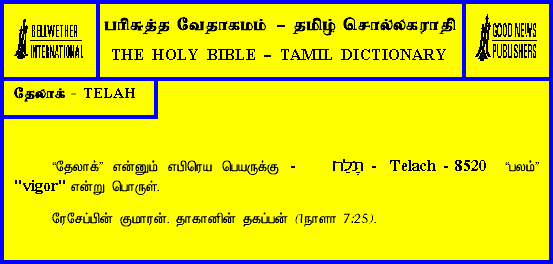 BELLWETHER
INTERNATIONAL
பரிசுத்த வேதாகமம் – தமிழ் சொல்லகராதி
THE HOLY BIBLE – TAMIL DICTIONARY
GOOD NEWS
PUBLISHERS
தேலாக் - TELAH
“தேலாக்” என்னும் எபிரெய பெயருக்கு - תֶּלַח - Telach - 8520 “பலம்”
"vigor" என்று பொருள்.
ரேசேப்பின் குமாரன். தாகானின் தகப்பன் (1நாளா 7:25).